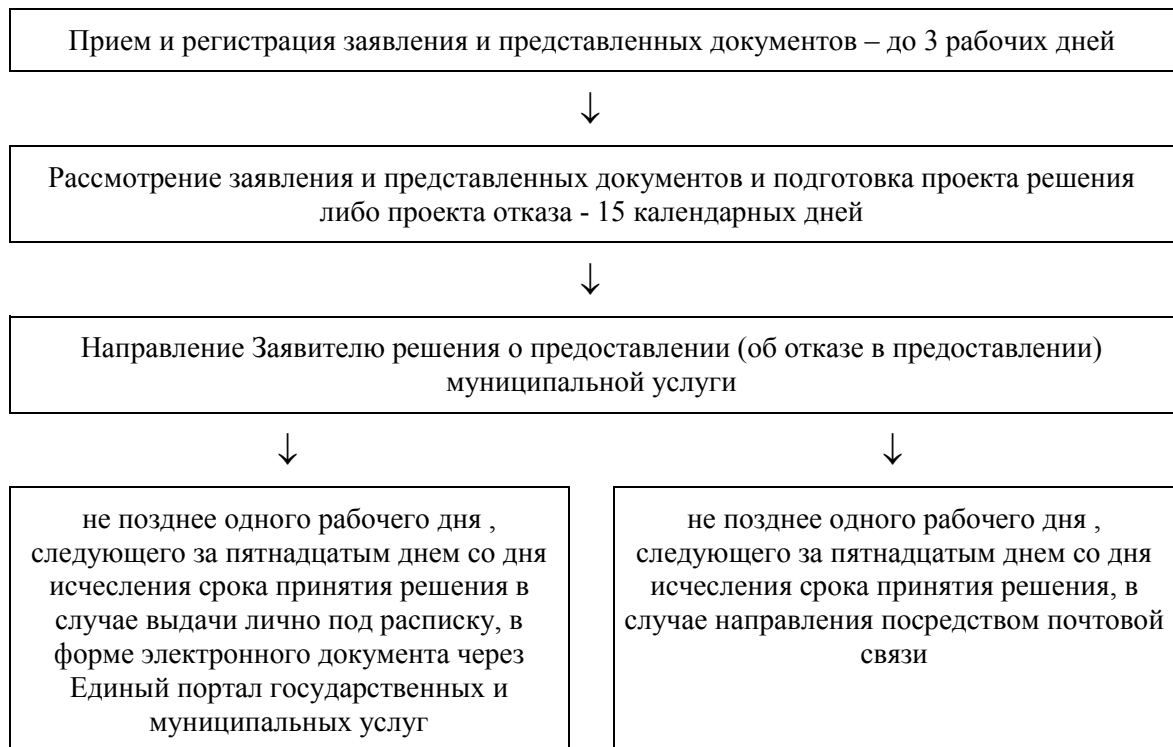 Прием и регистрация заявления и представленных документов – до 3 рабочих дней
↓
Рассмотрение заявления и представленных документов и подготовка проекта решения
либо проекта отказа - 15 календарных дней
↓
Направление Заявителю решения о предоставлении (об отказе в предоставлении)
муниципальной услуги
↓
↓
не позднее одного рабочего дня ,
следующего за пятнадцатым днем со дня
исчесления срока принятия решения в
случае выдачи лично под расписку, в
форме электронного документа через
Единый портал государственных и
муниципальных услуг
не позднее одного рабочего дня ,
следующего за пятнадцатым днем со дня
исчесления срока принятия решения, в
случае направления посредством почтовой
связи